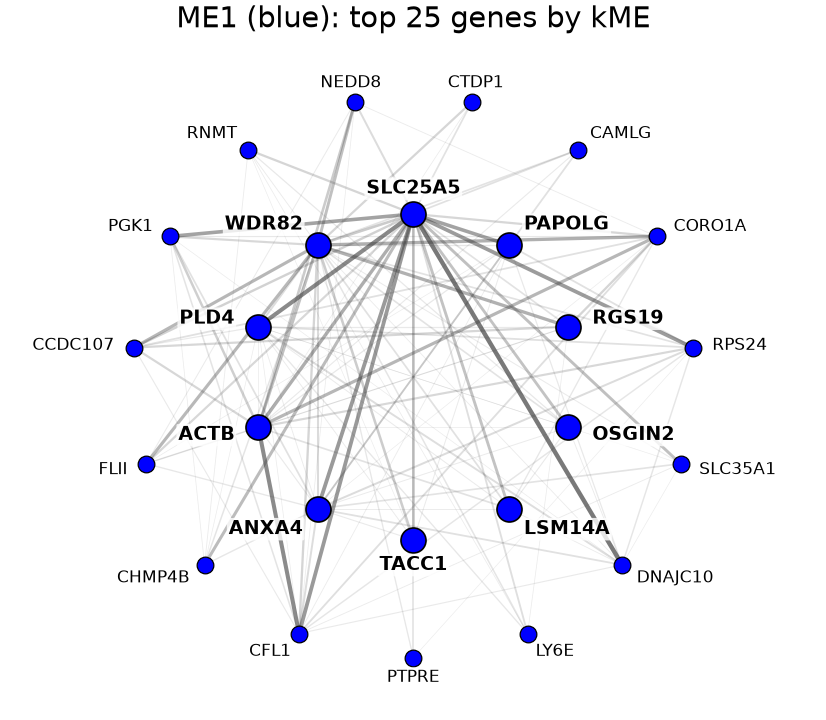 ME1 (blue): top 25 genes by kME
NEDD8
CTDP1
RNMT
CAMLG
SLC25A5
WDR82
PAPOLG
PGK1
CORO1A
PLD4
RGS19
CCDC107
RPS24
ACTB
OSGIN2
FLII
SLC35A1
ANXA4
LSM14A
TACC1
CHMP4B
DNAJC10
CFL1
LY6E
PTPRE